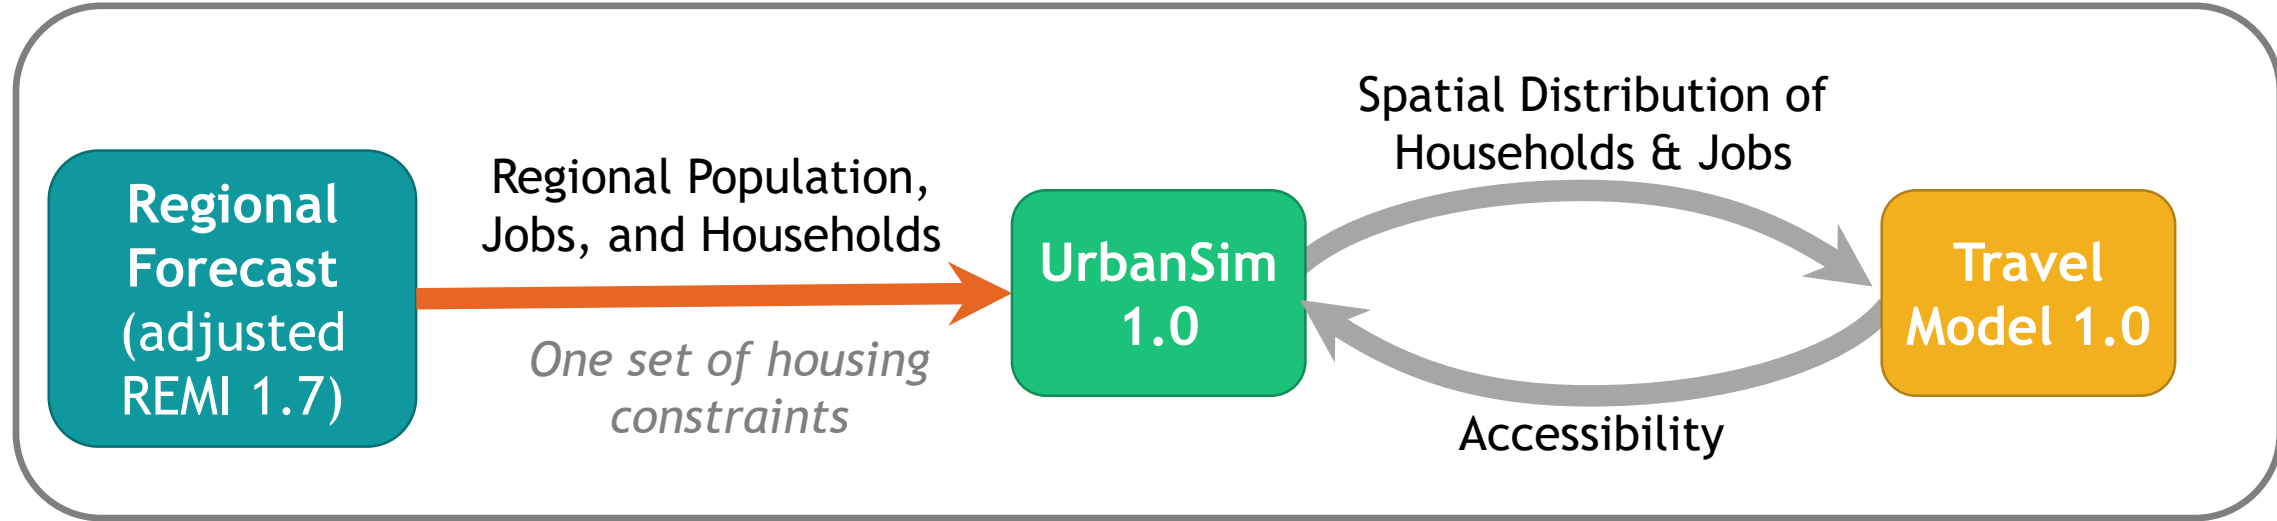 Regional
Forecast
(adjusted
REMI 1.7)
Regional Population,
Jobs, and Households
One set of housing
constraints
UrbanSim
1.0
Spatial Distribution of
Households & Jobs
Accessibility
Travel
Model 1.0